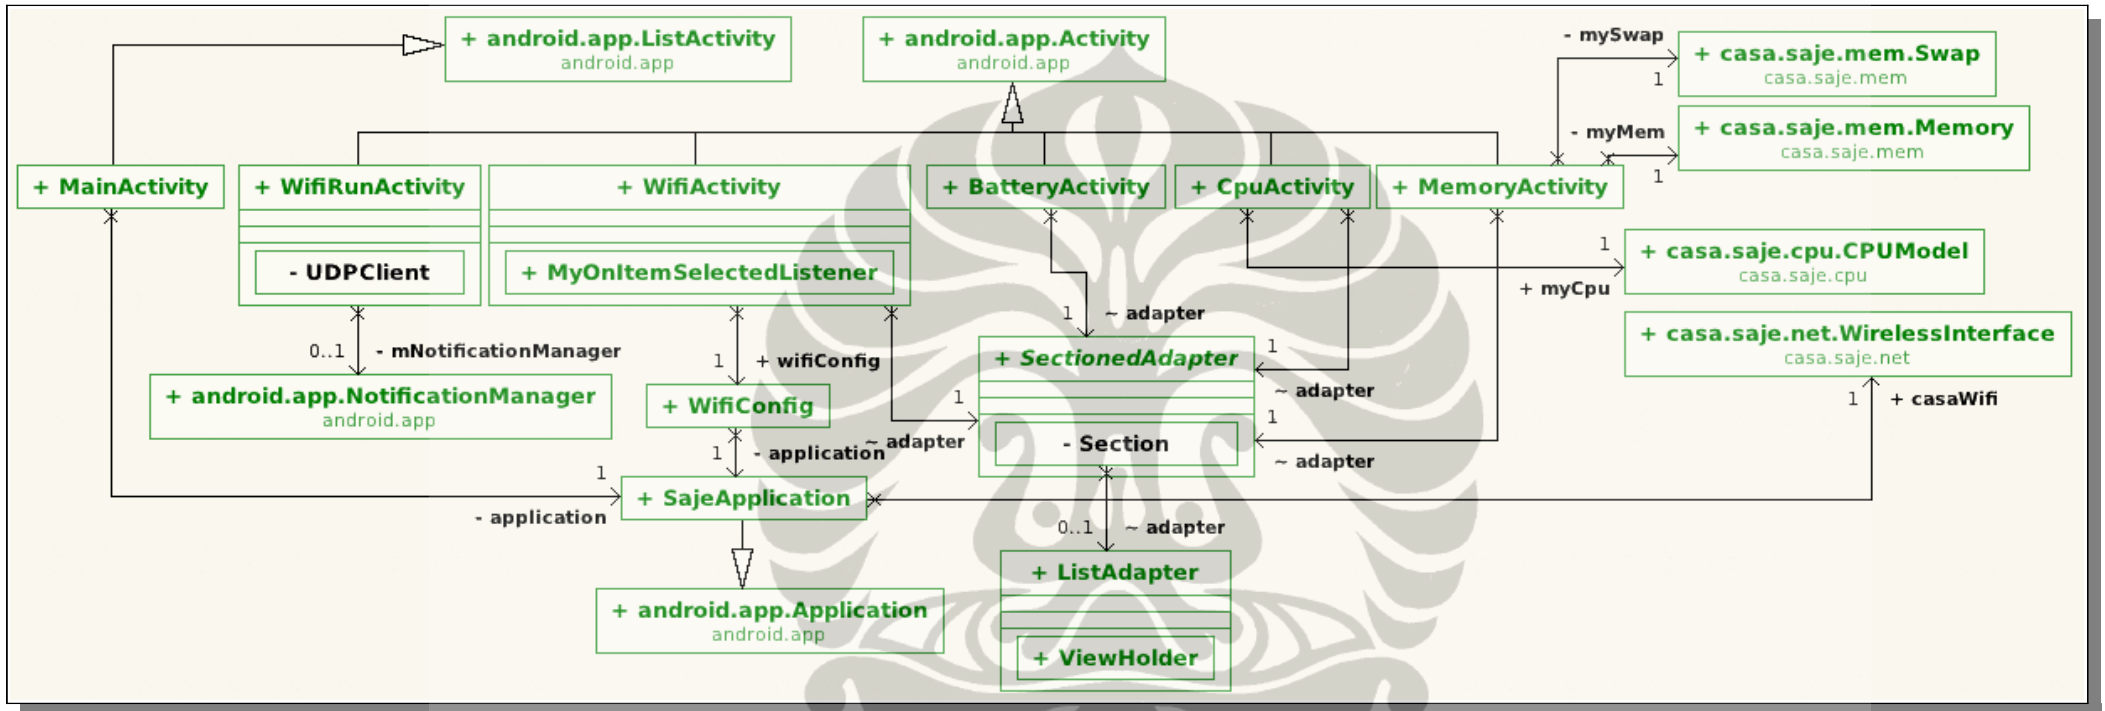 + android.app.ListActivity
android.app
+ android.app.Activity
android.app
- mySwap
1
+ casa.saje.mem.Swap
casa.saje.mem
- myMem
1
+ casa.saje.mem.Memory
casa.saje.mem
+ MainActivity
+ WifiRunActivity
- UDPClient
+ WifiActivity
+ MyOnItemSelectedListener
+ BatteryActivity
+ CpuActivity
+ MemoryActivity
1
+ myCpu
+ casa.saje.cpu.CPUModel
casa.saje.cpu
+ casa.saje.net.WirelessInterface
casa.saje.net
1
+ casaWifi
0..1
- mNotificationManager
+ android.app.NotificationManager
android.app
1
+ wifiConfig
+ WifiConfig
1
- application
1
~ adapter
1
~ adapter
+ SectionedAdapter
- Section
1
~ adapter
1
~ adapter
1
- application
+ SajeApplication
0..1
~ adapter
+ ListAdapter
+ ViewHolder
+ android.app.Application
android.app